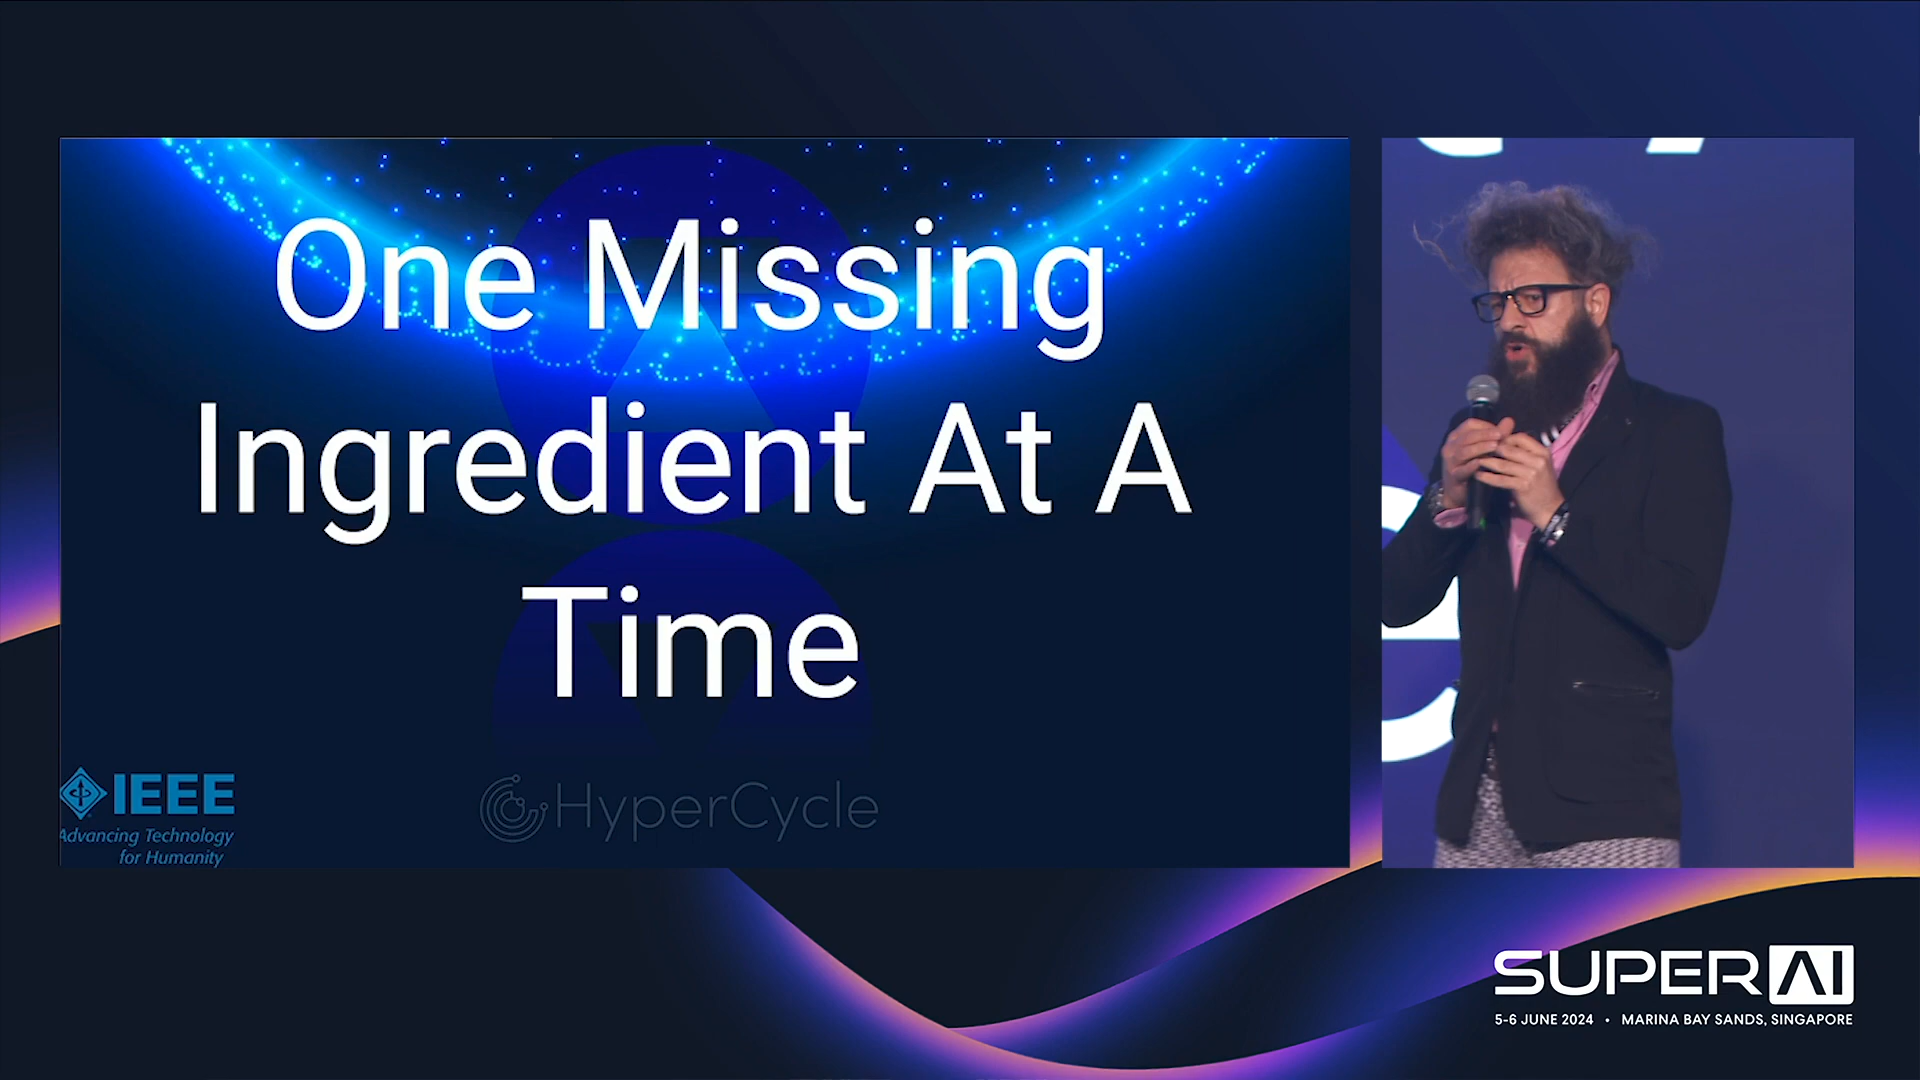 One Missing
Ingredient At A
Time
IEEE
Advancing Technology
for Humanity
HyperCycle
SUPER AI
5-6 JUNE 2024 • MARINA BAY SANDS, SINGAPORE